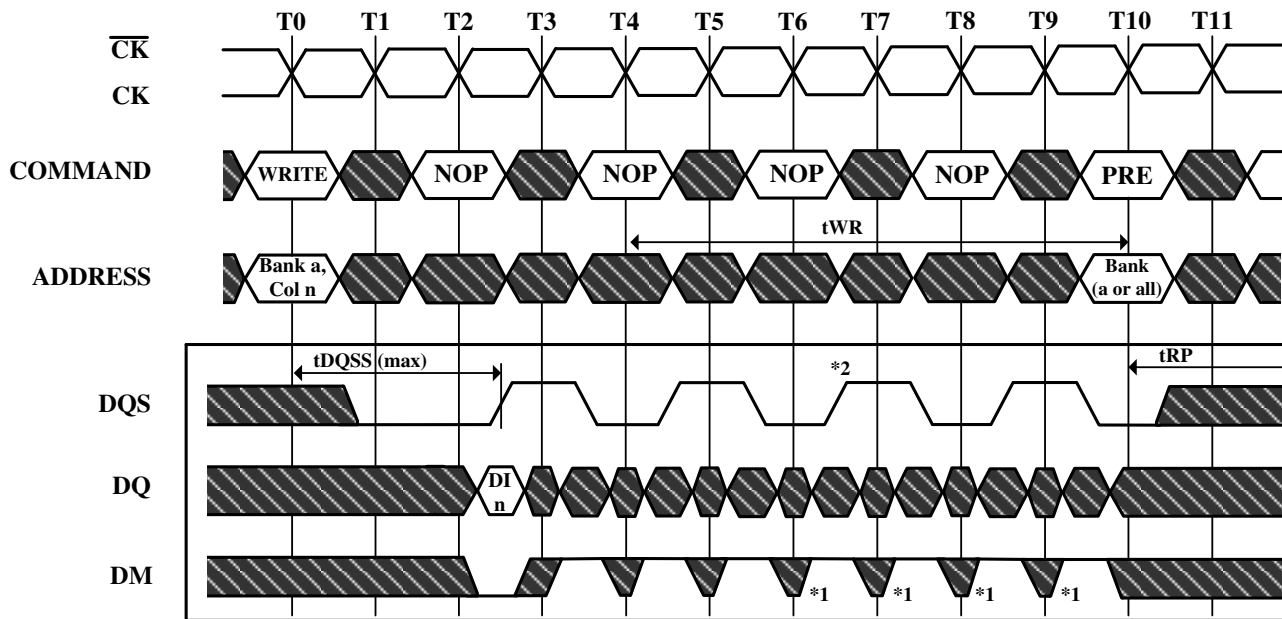 T0 T1 T2 T3 T4 T5 T6 T7 T8 T9 T10 T11
CK
CK
COMMAND WRITE NOP NOP NOP NOP PRE
tWR
ADDRESS Bank a, Bank
Col n (a or all)
tDQSS (max) tRP
*2
DQS
DQ DI
n
DM
*1 *1 *1 *1